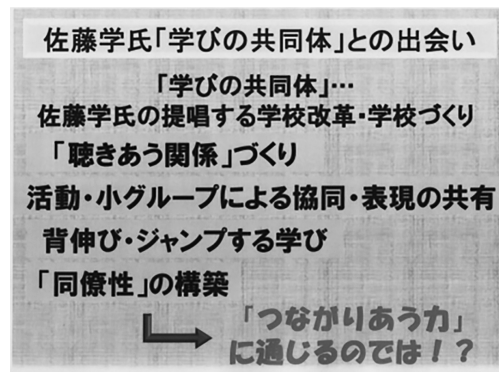 佐藤学氏「学びの共同体」との出会い
「学びの共同体」…
佐藤学氏の提唱する学校改革・学校づくり
「聴きあう関係」づくり
活動・小グループによる協同・表現の共有
背伸び・ジャンプする学び
「同僚性」の構築
「つながりあう力」
に通じるのでは！？